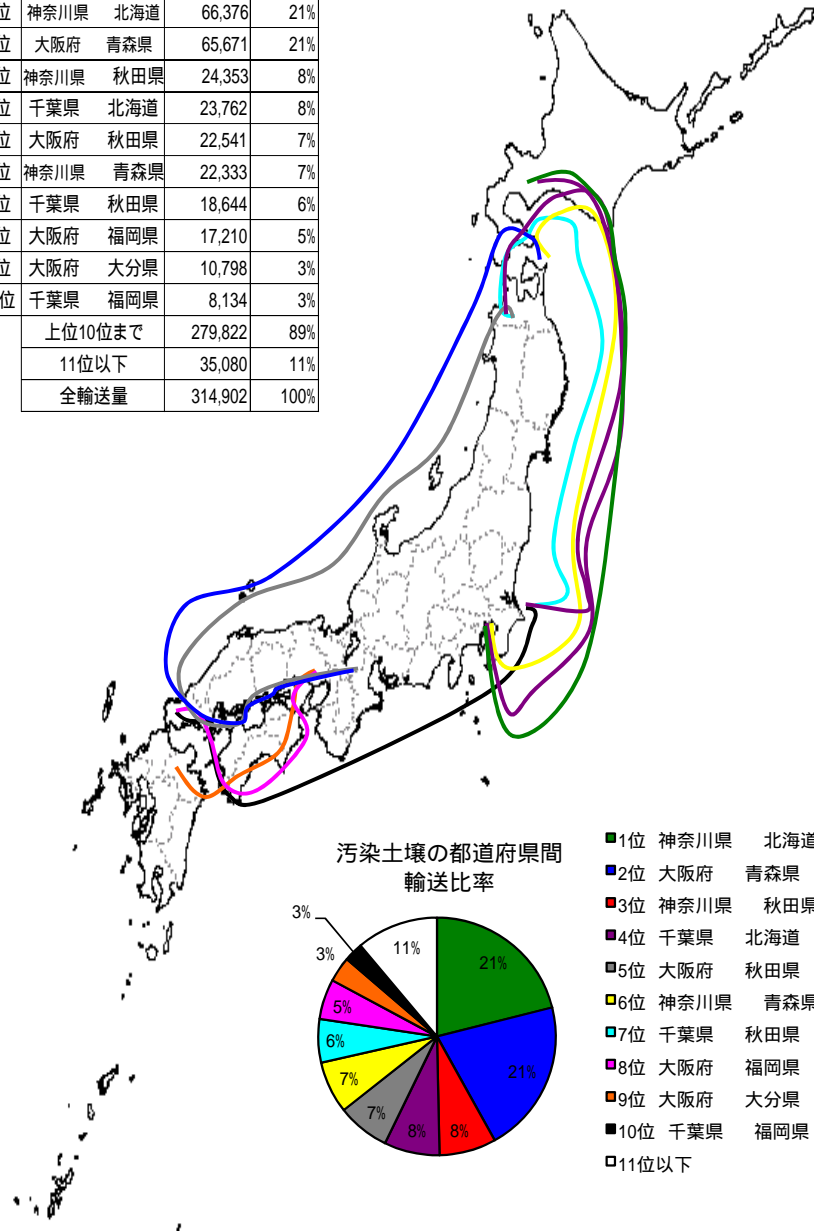 位 神奈川県 北海道 66,376 21%
位 大阪府 青森県 65,671 21%
位 神奈川県 秋田県 24,353 8%
位 千葉県 北海道 23,762 8%
位 大阪府 秋田県 22,541 7%
位 神奈川県 青森県 22,333 7%
位 千葉県 秋田県 18,644 6%
位 大阪府 福岡県 17,210 5%
位 大阪府 大分県 10,798 3%
位 千葉県 福岡県 8,134 3%
上位10位まで 279,822 89%
11位以下 35,080 11%
全輸送量 314,902 100%
汚染土壌の都道府県間
輸送比率
3%
11%
3%
21%
5%
6%
21%
7%
7%
8%
8%
1位 神奈川県 北海道
2位 大阪府 青森県
3位 神奈川県 秋田県
4位 千葉県 北海道
5位 大阪府 秋田県
6位 神奈川県 青森県
7位 千葉県 秋田県
8位 大阪府 福岡県
9位 大阪府 大分県
10位 千葉県 福岡県
11位以下